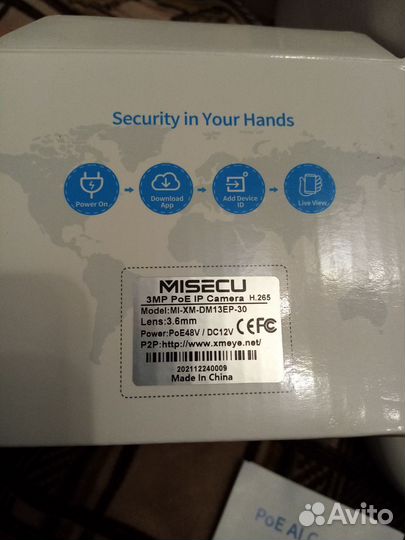 Security in Your Hands
Power On
Download App
Add Device ID
Live View
MISECU
3MP PoE IP Camera H.265
Model:MI-XM-DM13EP-30
Lens:3.6mm
Power:PoE48V / DC12V CE FC
P2P:http://www.xmeye.net/
202112240009
Made In China
PoE AI C
Avito